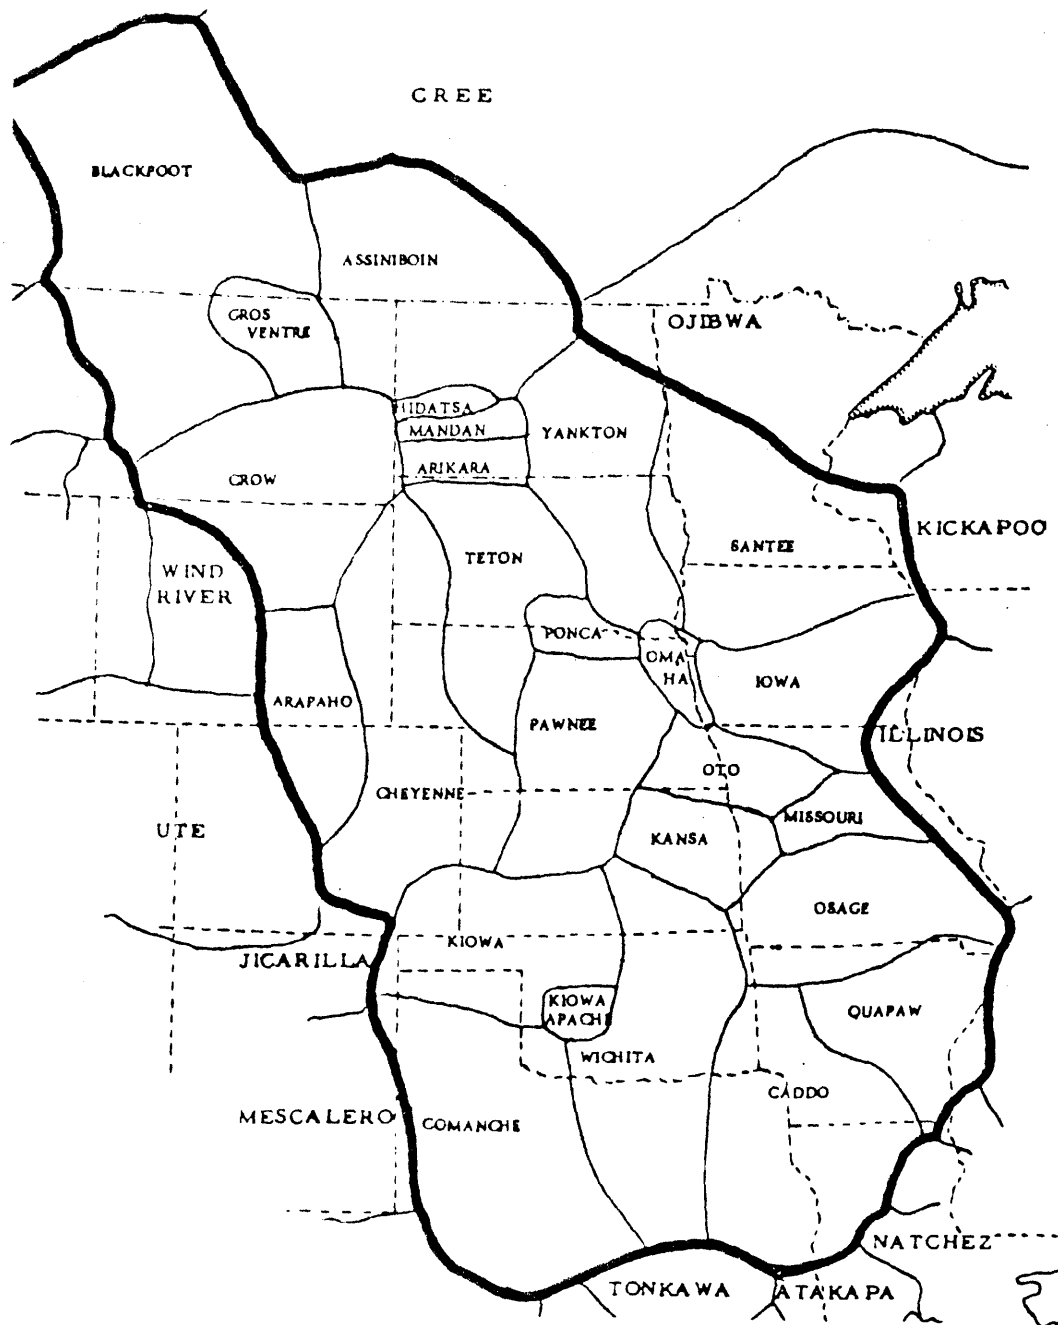 CREE
BLACKFOOT
ASSINIBOIN
GROS
VENTRE
OJIBWA
HIDATSA
MANDAN
YANKTON
ARIKARA
CROW
KICKAPOO
SANTEE
TETON
WIND
RIVER
PONCA
OMA
HA
IOWA
ARAPAHO
PAWNEE
ILLINOIS
OTO
CHEYENNE
MISSOURI
UTE
KANSA
OSAGE
KIOWA
JICARILLA
KIOWA
APACHE
QUAPAW
WICHITA
CADDO
MESCALERO
COMANCHE
NATCHEZ
TONKAWA
ATAKAPA